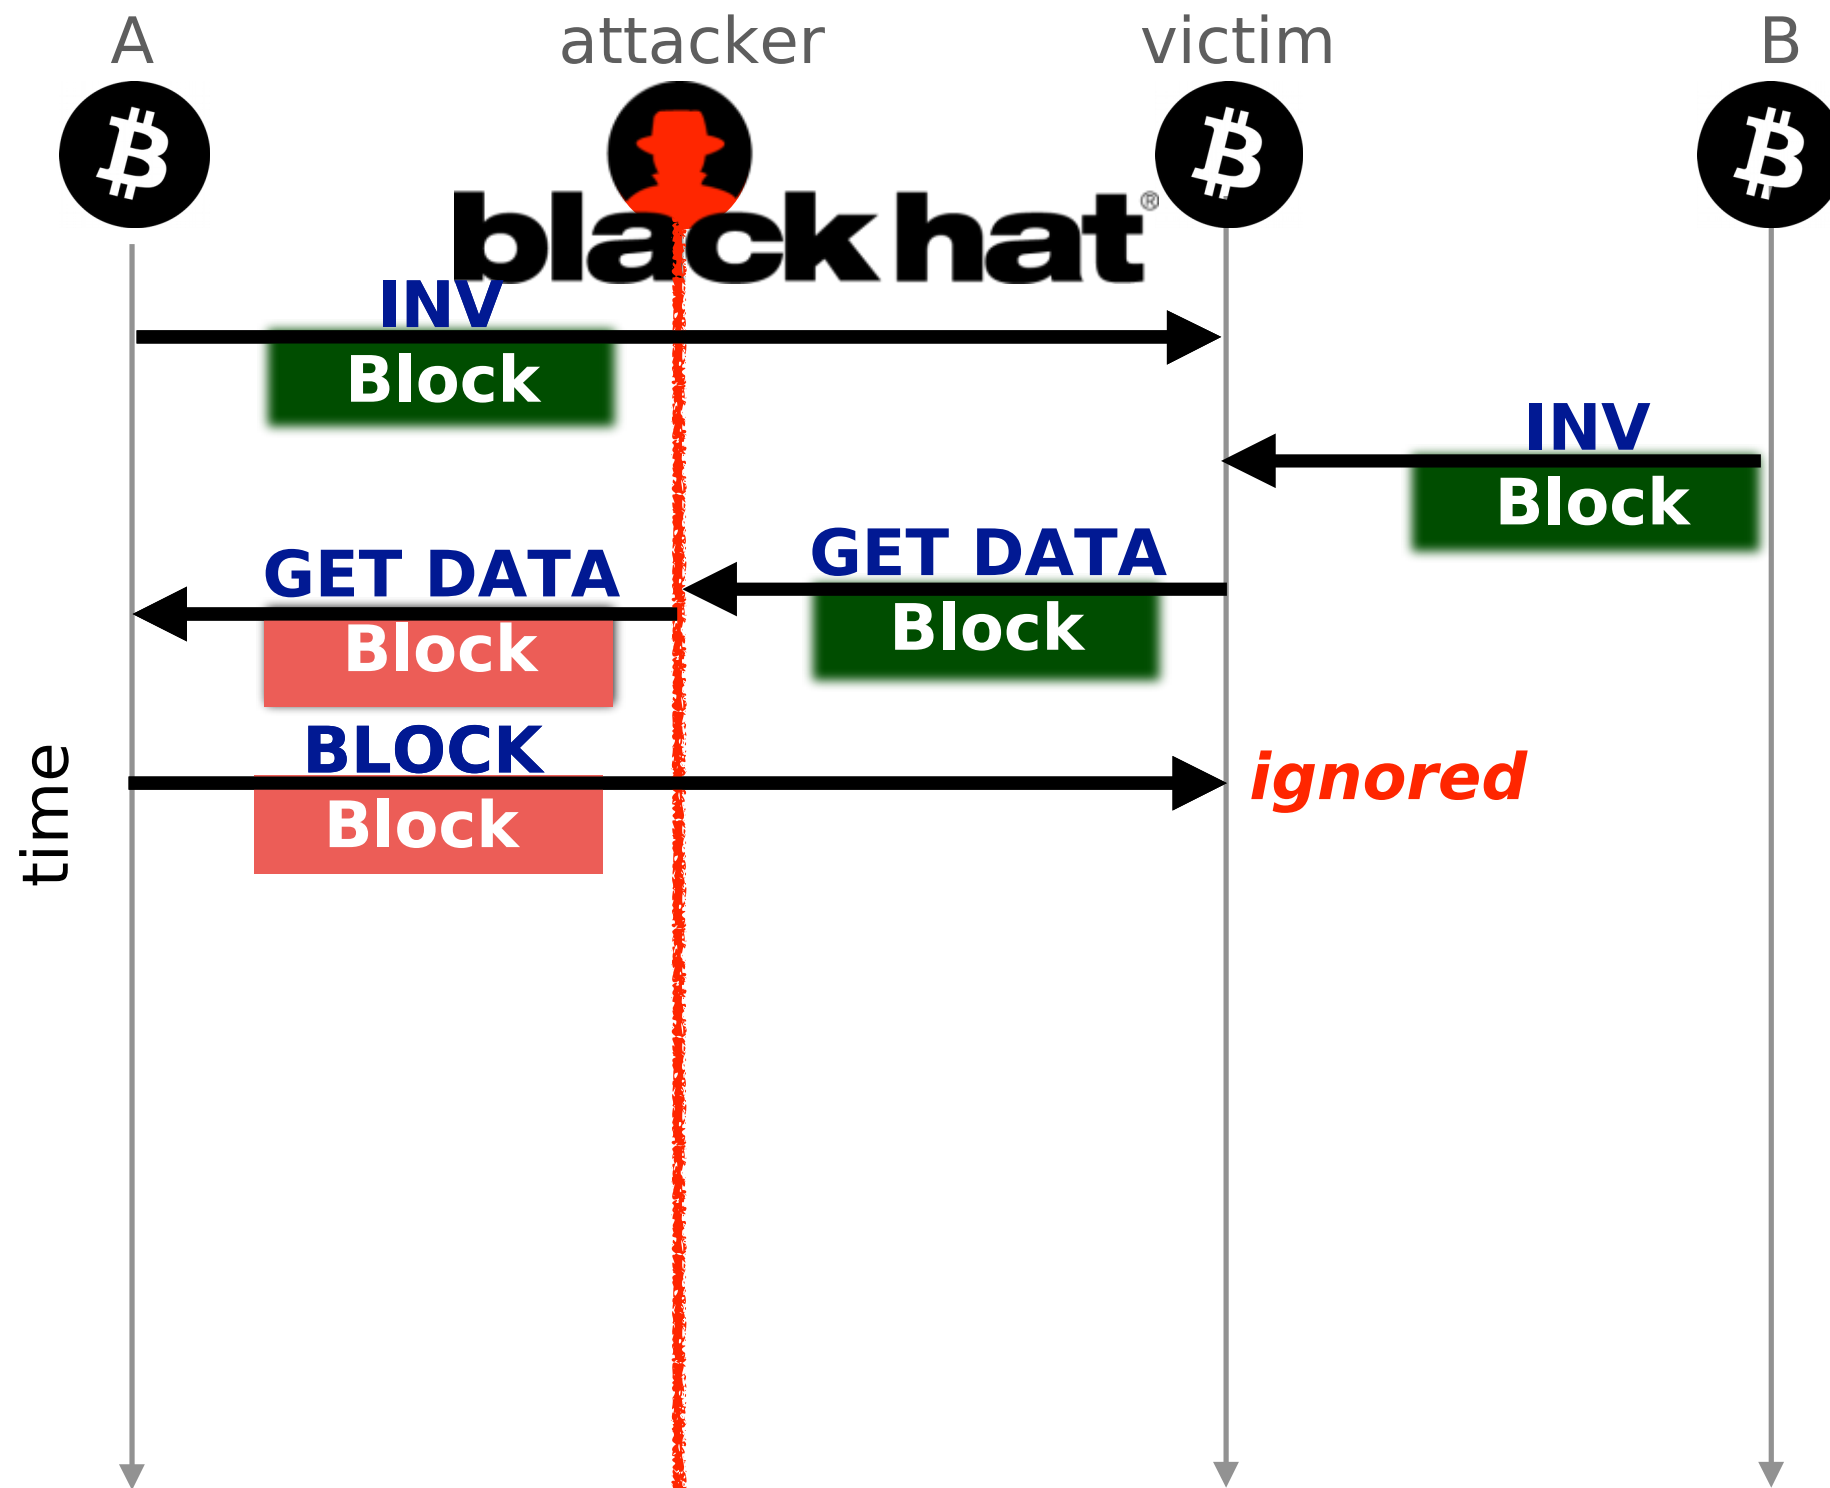 A
attacker
victim
B
blackhat®
INV
Block
INV
Block
GET DATA
Block
GET DATA
Block
BLOCK
Block
ignored
time